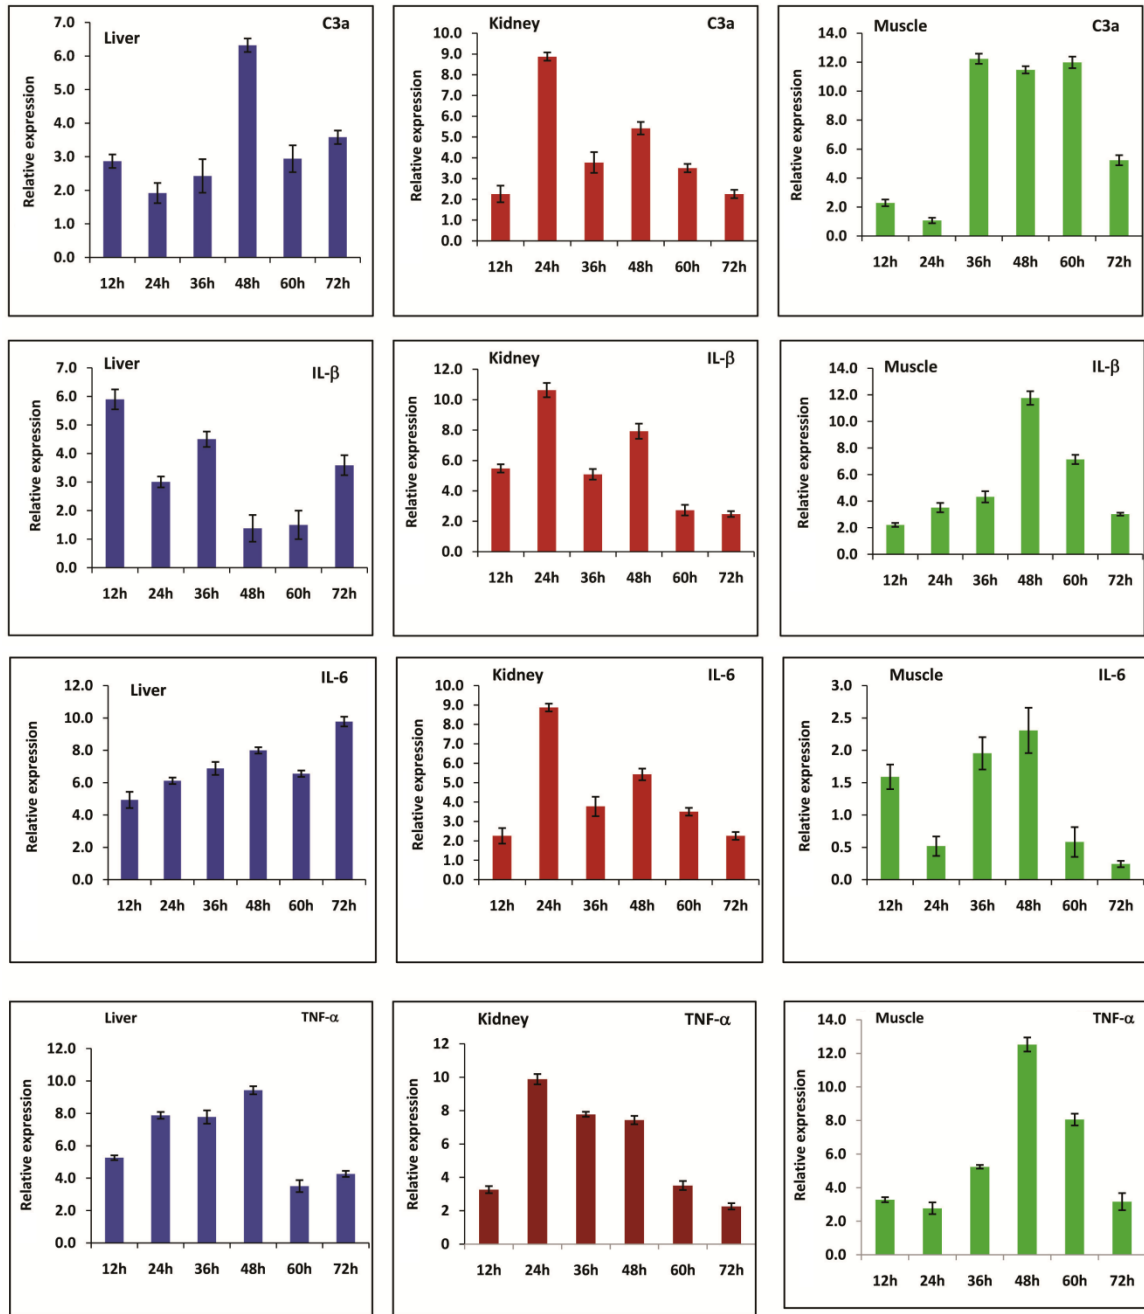 Liver C3a
Relative expression
7.0
6.0
5.0
4.0
3.0
2.0
1.0
0.0
12h 24h 36h 48h 60h 72h
Kidney C3a
Relative expression
10.0
9.0
8.0
7.0
6.0
5.0
4.0
3.0
2.0
1.0
0.0
12h 24h 36h 48h 60h 72h
Muscle C3a
Relative expression
14.0
12.0
10.0
8.0
6.0
4.0
2.0
0.0
12h 24h 36h 48h 60h 72h
Liver IL-β
Relative expression
7.0
6.0
5.0
4.0
3.0
2.0
1.0
0.0
12h 24h 36h 48h 60h 72h
Kidney IL-β
Relative expression
12.0
10.0
8.0
6.0
4.0
2.0
0.0
12h 24h 36h 48h 60h 72h
Muscle IL-β
Relative expression
14.0
12.0
10.0
8.0
6.0
4.0
2.0
0.0
12h 24h 36h 48h 60h 72h
Liver IL-6
Relative expression
12.0
10.0
8.0
6.0
4.0
2.0
0.0
12h 24h 36h 48h 60h 72h
Kidney IL-6
Relative expression
10.0
9.0
8.0
7.0
6.0
5.0
4.0
3.0
2.0
1.0
0.0
12h 24h 36h 48h 60h 72h
Muscle IL-6
Relative expression
3.0
2.5
2.0
1.5
1.0
0.5
0.0
12h 24h 36h 48h 60h 72h
Liver TNF-α
Relative expression
12.0
10.0
8.0
6.0
4.0
2.0
0.0
12h 24h 36h 48h 60h 72h
Kidney TNF-α
Relative expression
12
10
8
6
4
2
0
12h 24h 36h 48h 60h 72h
Muscle TNF-α
Relative expression
14.0
12.0
10.0
8.0
6.0
4.0
2.0
0.0
12h 24h 36h 48h 60h 72h